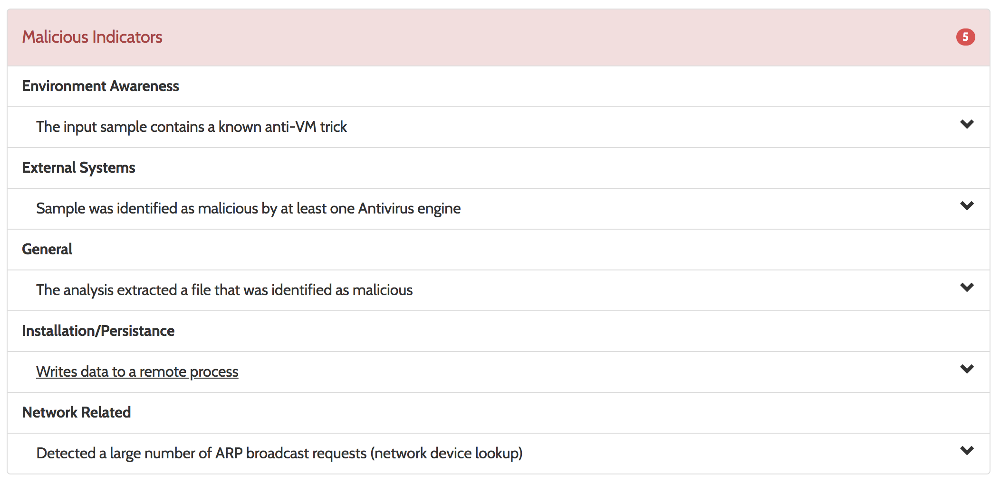 Malicious Indicators
5
Environment Awareness
The input sample contains a known anti-VM trick
External Systems
Sample was identified as malicious by at least one Antivirus engine
General
The analysis extracted a file that was identified as malicious
Installation/Persistance
Writes data to a remote process
Network Related
Detected a large number of ARP broadcast requests (network device lookup)